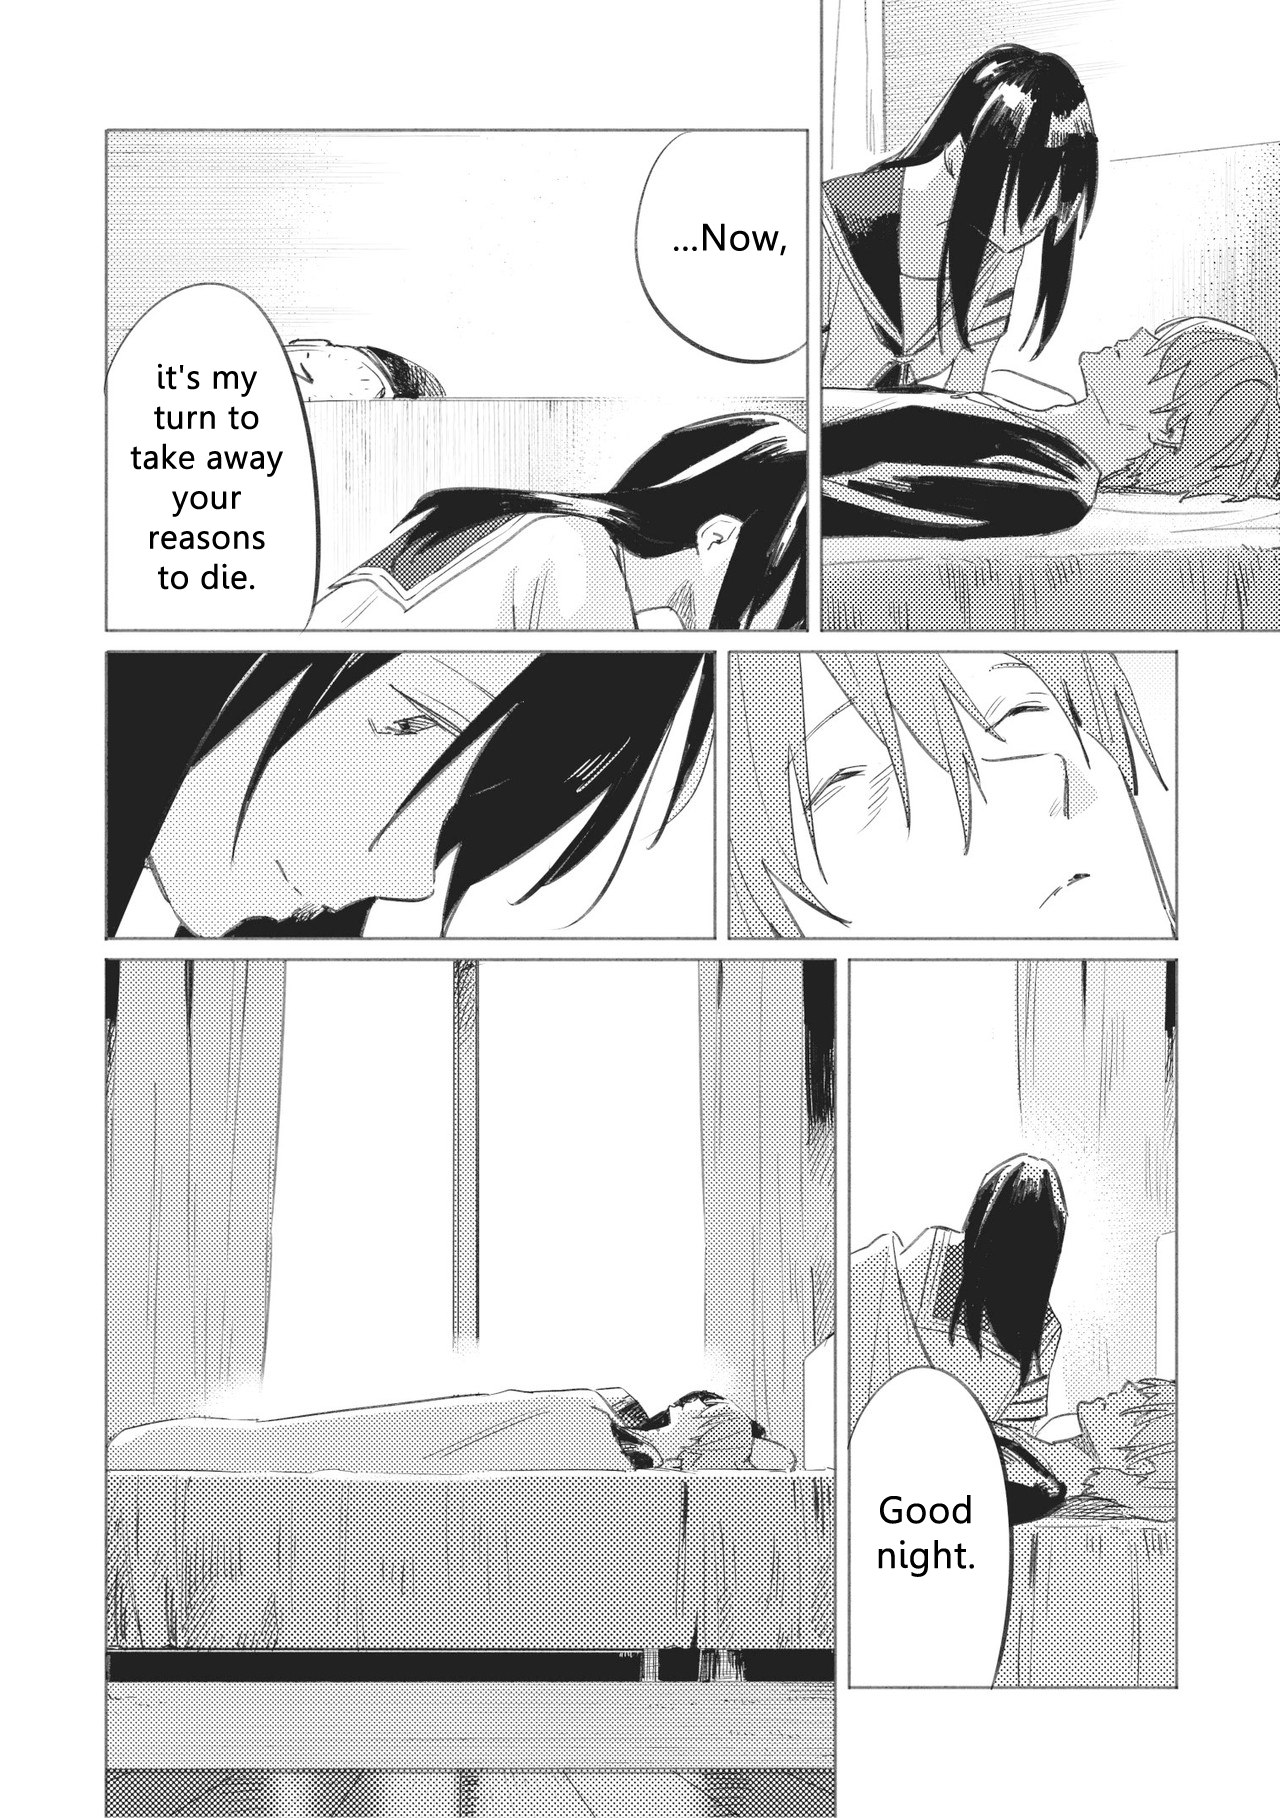 ...Now,
it's my
turn to
take away
your
reasons
to die.
Good
night.